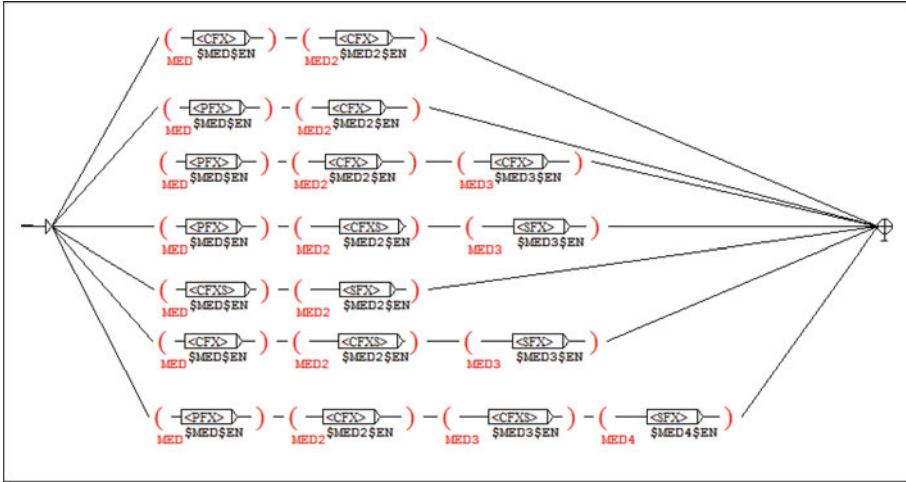 ( <CFX> ) ( <CFX> )
MED $MED$EN MED2 $MED2$EN
( <PFX> ) ( <CFX> )
MED $MED$EN MED2 $MED2$EN
( <PFX> ) ( <CFX> ) ( <CFX> )
MED $MED$EN MED2 $MED2$EN MED3 $MED3$EN
( <PFX> ) ( <CFXS> ) ( <SFX> )
MED $MED$EN MED2 $MED2$EN MED3 $MED3$EN
( <CFXS> ) ( <SFX> )
MED $MED$EN MED2 $MED2$EN
( <CFX> ) ( <CFXS> ) ( <SFX> )
MED $MED$EN MED2 $MED2$EN MED3 $MED3$EN
( <PFX> ) ( <CFX> ) ( <CFXS> ) ( <SFX> )
MED $MED$EN MED2 $MED2$EN MED3 $MED3$EN MED4 $MED4$EN